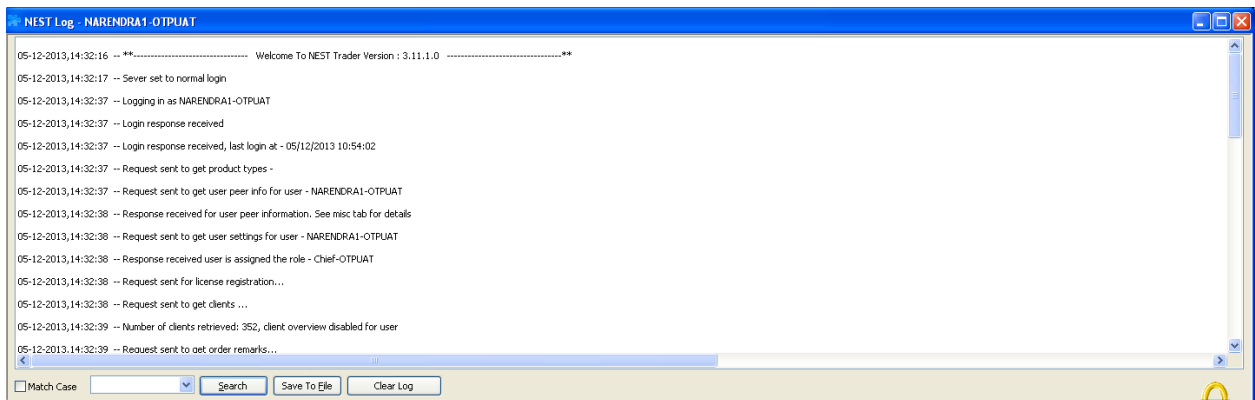 NEST Log - NARENDRA1-OTPUAT
05-12-2013,14:32:16 -- **-------------------------------- Welcome To NEST Trader Version : 3.11.1.0 --------------------------------**
05-12-2013,14:32:17 -- Sever set to normal login
05-12-2013,14:32:37 -- Logging in as NARENDRA1-OTPUAT
05-12-2013,14:32:37 -- Login response received
05-12-2013,14:32:37 -- Login response received, last login at - 05/12/2013 10:54:02
05-12-2013,14:32:37 -- Request sent to get product types -
05-12-2013,14:32:37 -- Request sent to get user peer info for user - NARENDRA1-OTPUAT
05-12-2013,14:32:38 -- Response received for user peer information. See misc tab for details
05-12-2013,14:32:38 -- Request sent to get user settings for user - NARENDRA1-OTPUAT
05-12-2013,14:32:38 -- Response received user is assigned the role - Chief-OTPUAT
05-12-2013,14:32:38 -- Request sent for license registration...
05-12-2013,14:32:38 -- Request sent to get clients ...
05-12-2013,14:32:39 -- Number of clients retrieved: 352, client overview disabled for user
05-12-2013,14:32:39 -- Request sent to get order remarks...
Match Case Search Save To File Clear Log